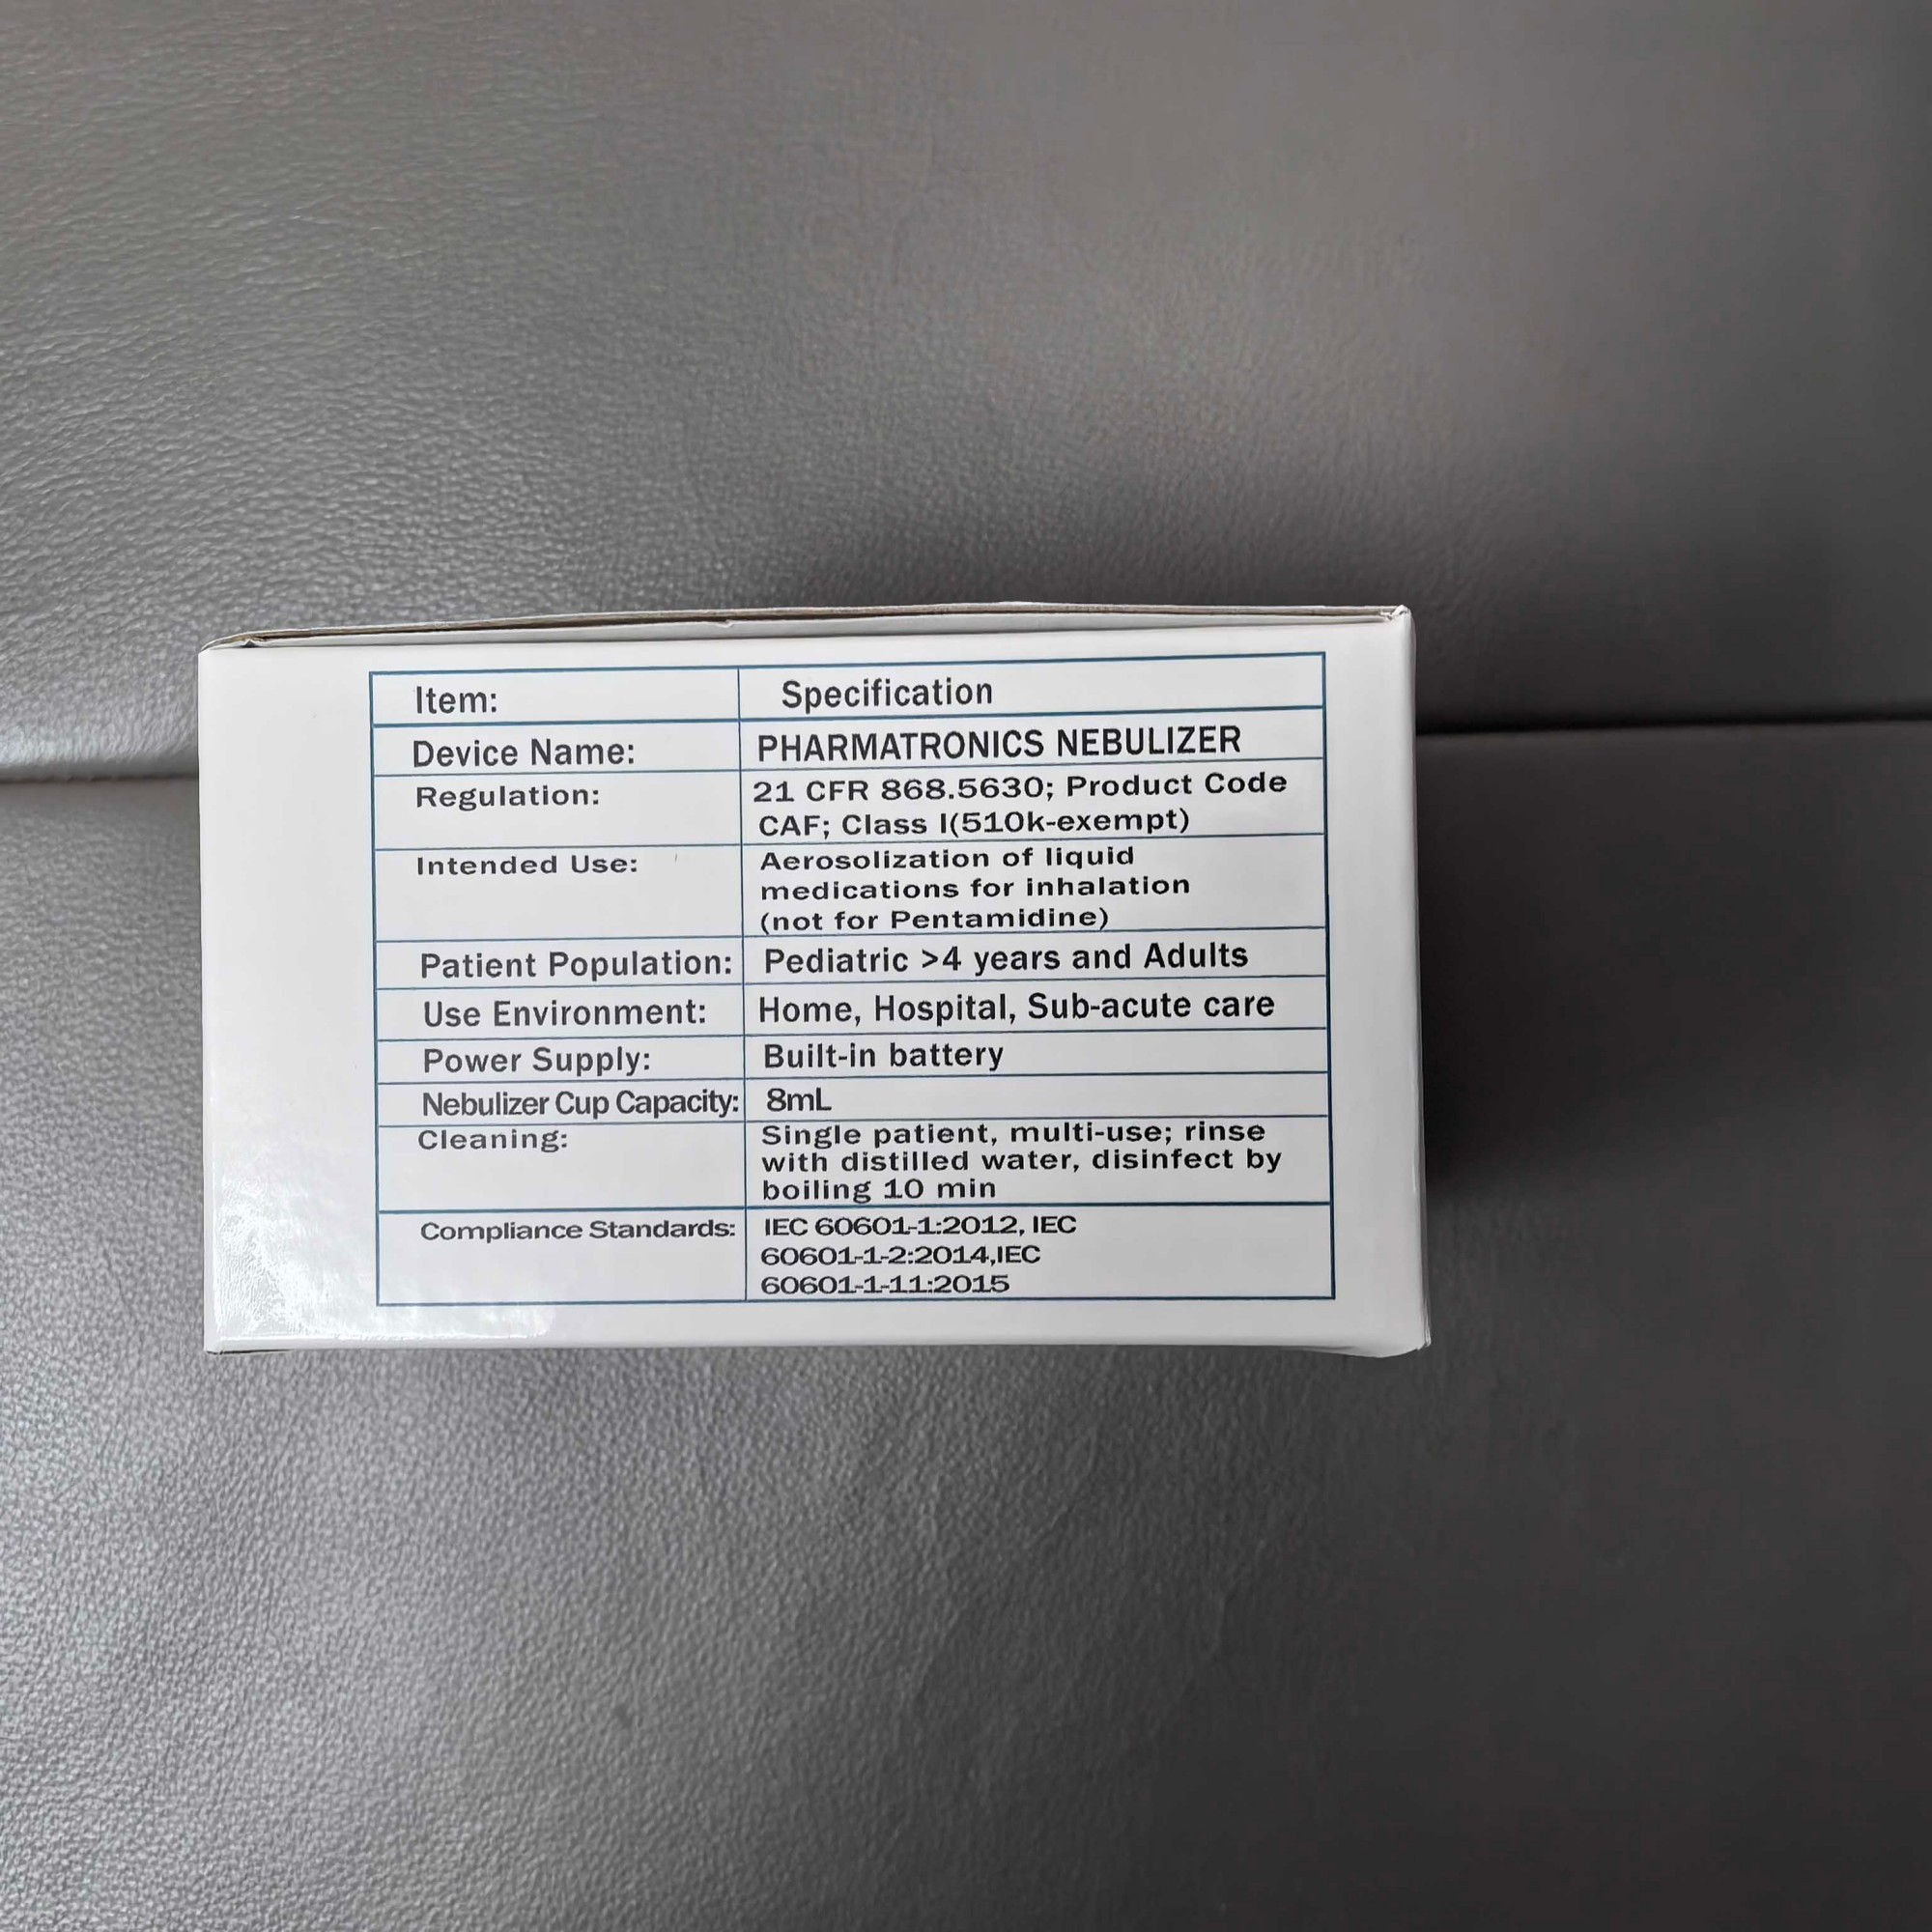 Item: Specification
Device Name: PHARMATRONICS NEBULIZER
Regulation: 21 CFR 868.5630; Product Code
CAF; Class I(510k-exempt)
Intended Use: Aerosolization of liquid
medications for inhalation
(not for Pentamidine)
Patient Population: Pediatric >4 years and Adults
Use Environment: Home, Hospital, Sub-acute care
Power Supply: Built-in battery
Nebulizer Cup Capacity: 8mL
Cleaning: Single patient, multi-use; rinse
with distilled water, disinfect by
boiling 10 min
Compliance Standards: IEC 60601-1:2012, IEC
60601-1-2:2014,IEC
60601-1-11:2015